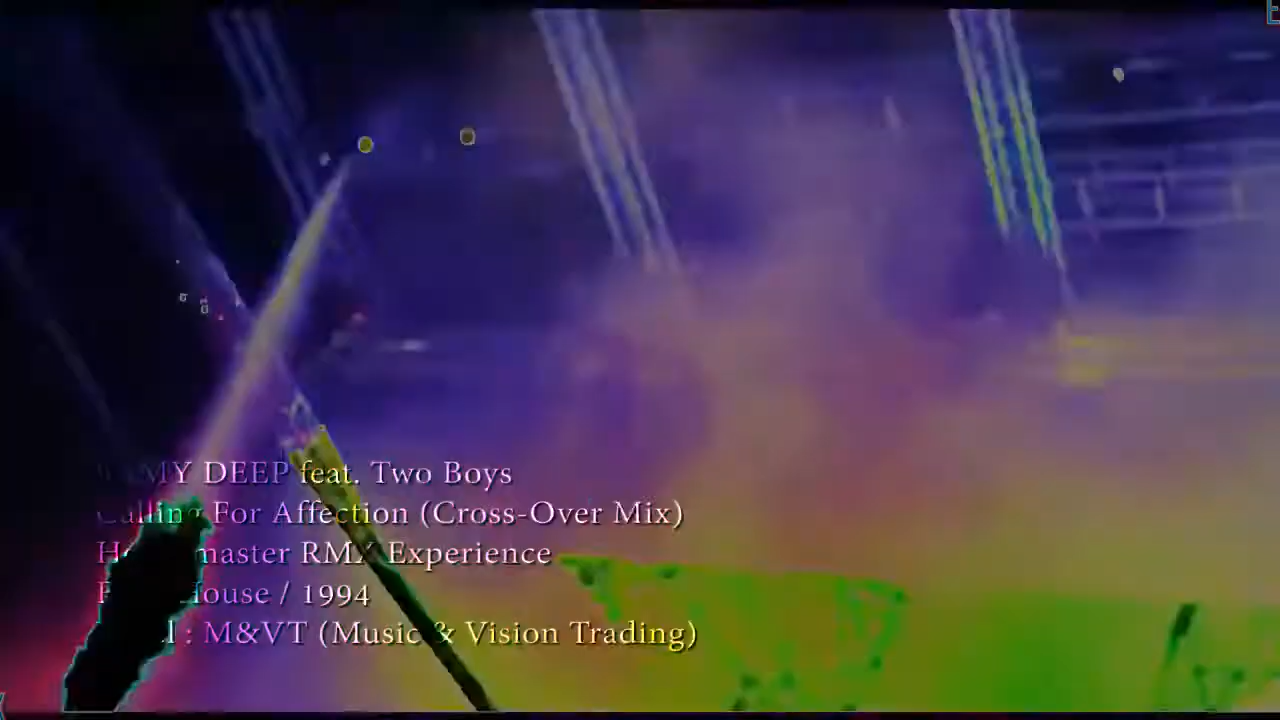 MY DEEP feat. Two Boys
Calling For Affection (Cross-Over Mix)
master RMX Experience
House / 1994
: M&VT (Music & Vision Trading)